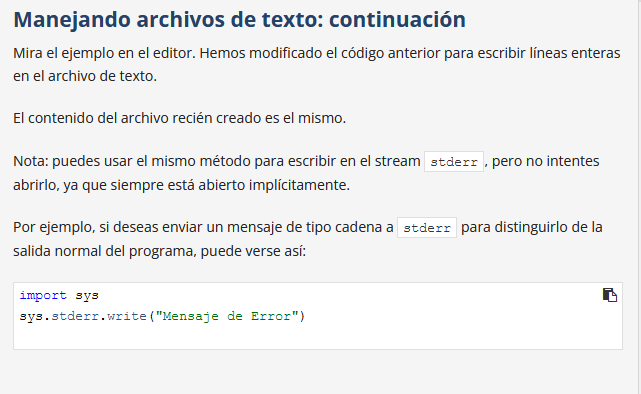 Manejando archivos de texto: continuación
Mira el ejemplo en el editor. Hemos modificado el código anterior para escribir líneas enteras
en el archivo de texto.
El contenido del archivo recién creado es el mismo.
Nota: puedes usar el mismo método para escribir en el stream stderr, pero no intentes
abrirlo, ya que siempre está abierto implícitamente.
Por ejemplo, si deseas enviar un mensaje de tipo cadena a stderr para distinguirlo de la
salida normal del programa, puede verse así:
import sys
sys.stderr.write("Mensaje de Error")